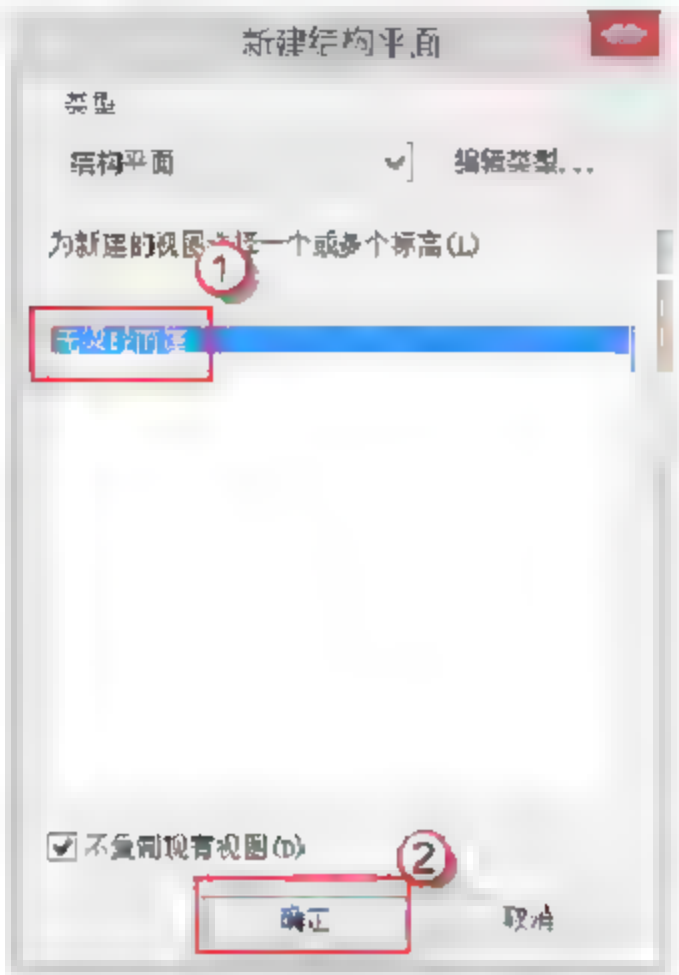 新建结构平面
类型
结构平面 编辑类型...
为新建的视图选择一个或多个标高(L)
1
不复制现有视图(D)
2
确定 取消